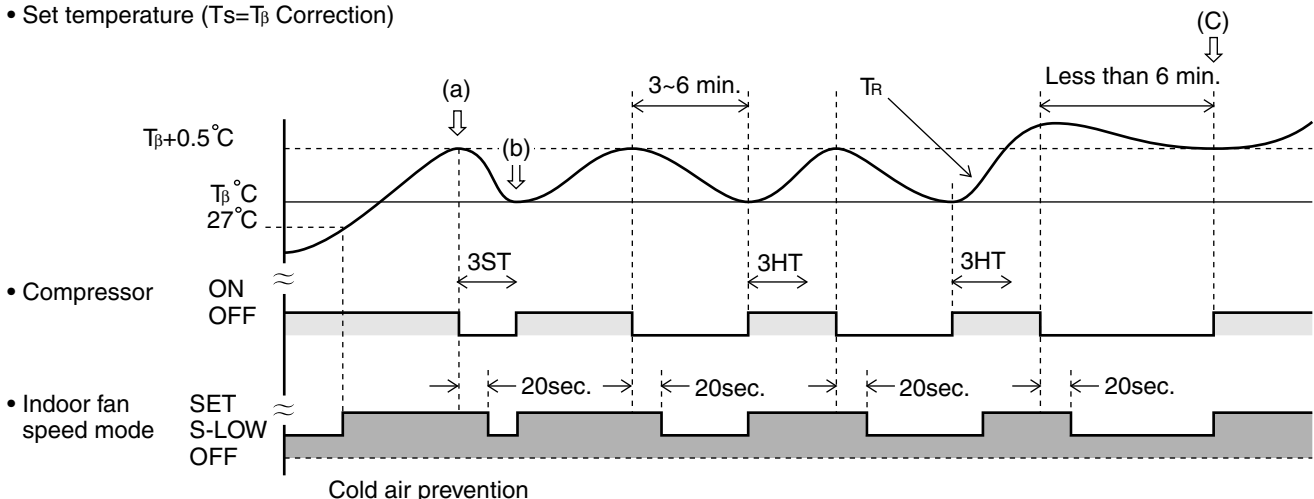 • Set temperature (Ts=Tβ Correction)
(C)
(a)
3~6 min.
TR
Less than 6 min.
Tβ+0.5°C
(b)
Tβ°C
27°C
3ST
3HT
3HT
• Compressor
ON
OFF
20sec.
20sec.
20sec.
20sec.
• Indoor fan
speed mode
SET
S-LOW
OFF
Cold air prevention